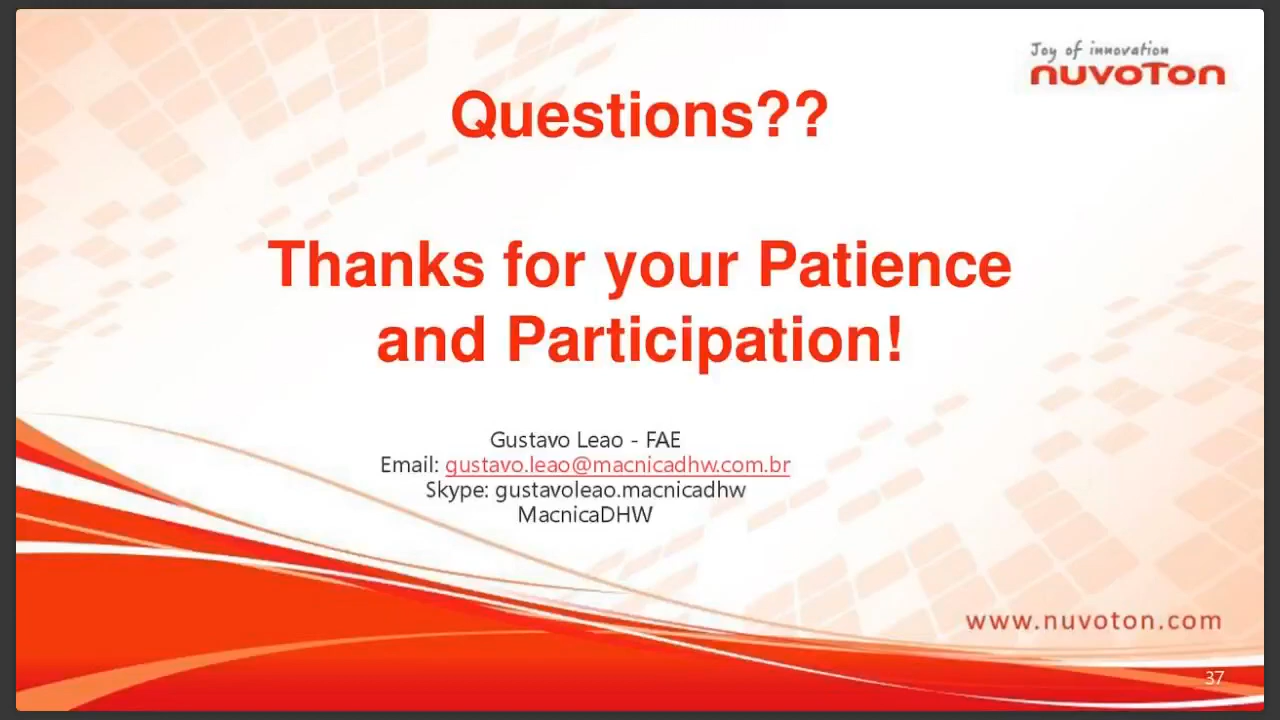 Joy of innovation
nuvoTon
Questions??
Thanks for your Patience
and Participation!
Gustavo Leao - FAE
Email: gustavo.leao@macnicadhw.com.br
Skype: gustavoleao.macnicadhw
MacnicaDHW
www.nuvoton.com
37